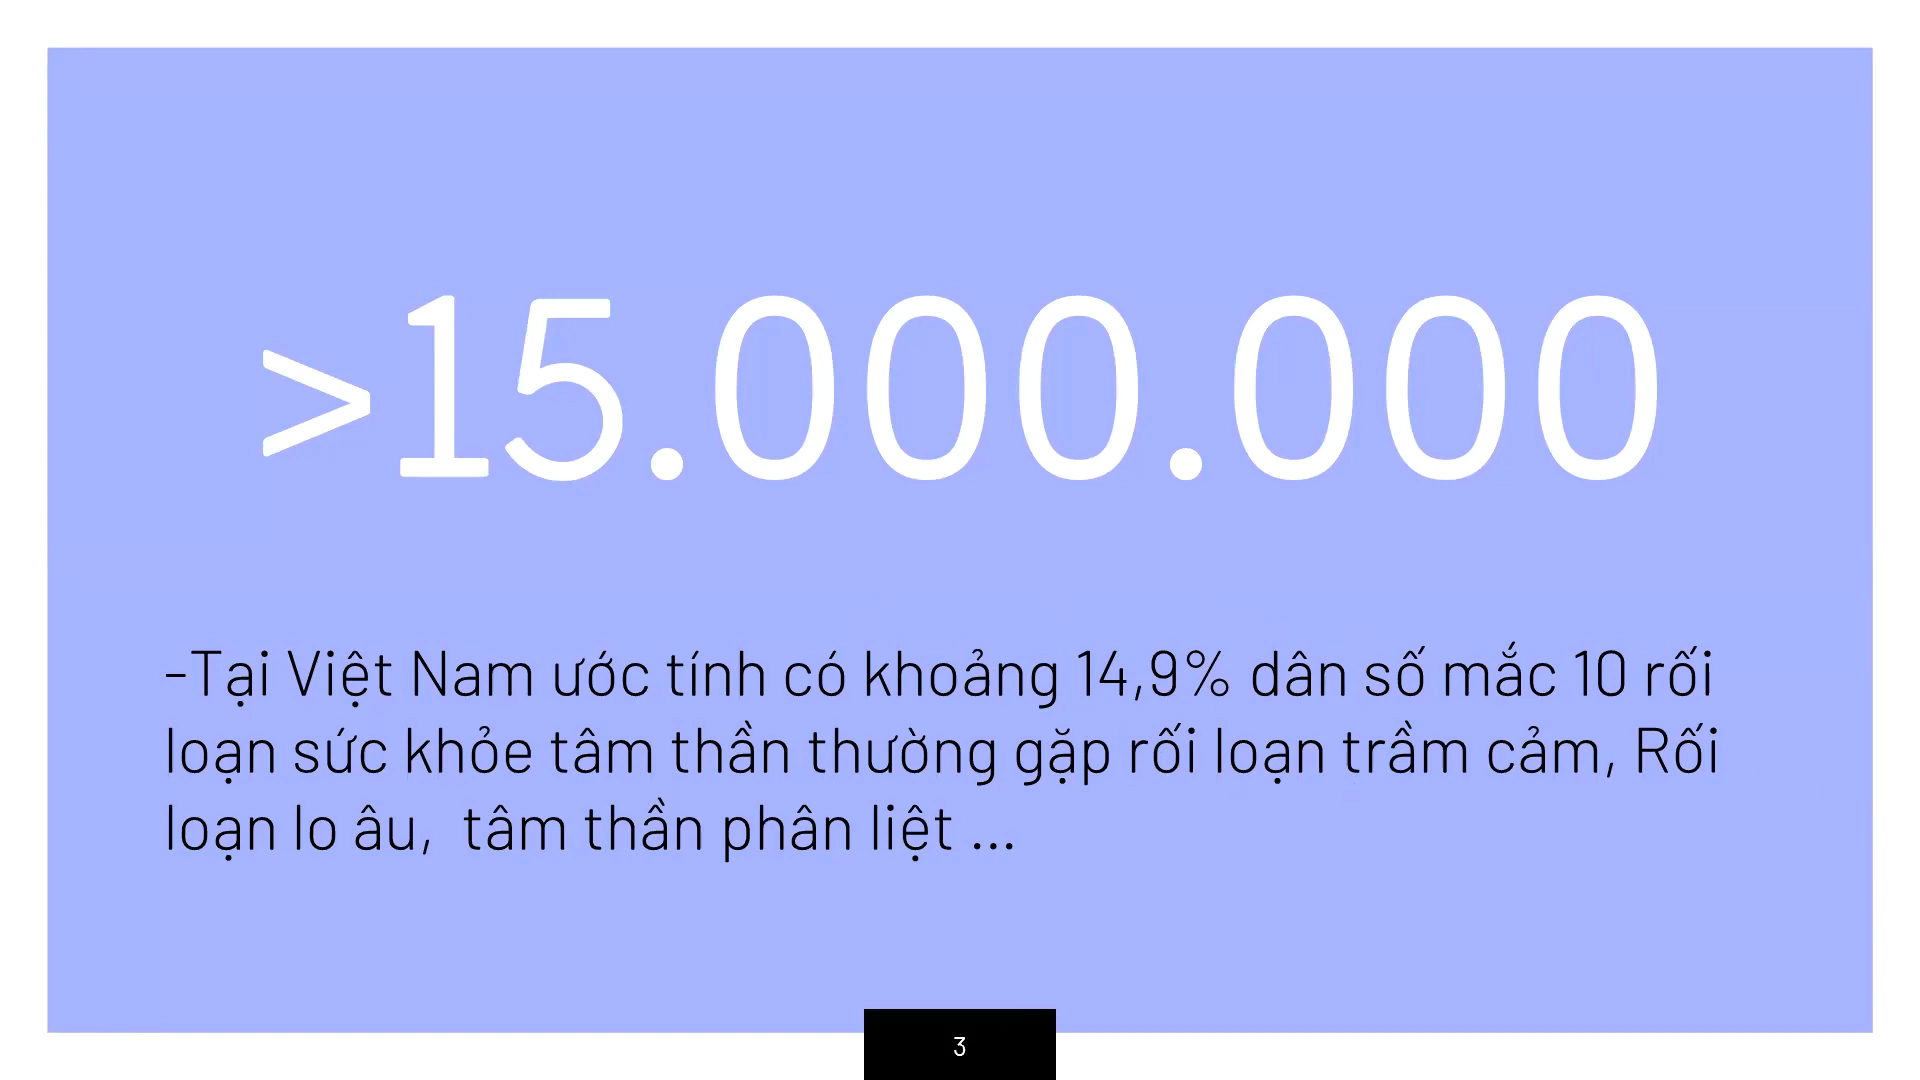 >15.000.000
-Tại Việt Nam ước tính có khoảng 14,9% dân số mắc 10 rối
loạn sức khỏe tâm thần thường gặp rối loạn trầm cảm, Rối
loạn lo âu,  tâm thần phân liệt ...
3